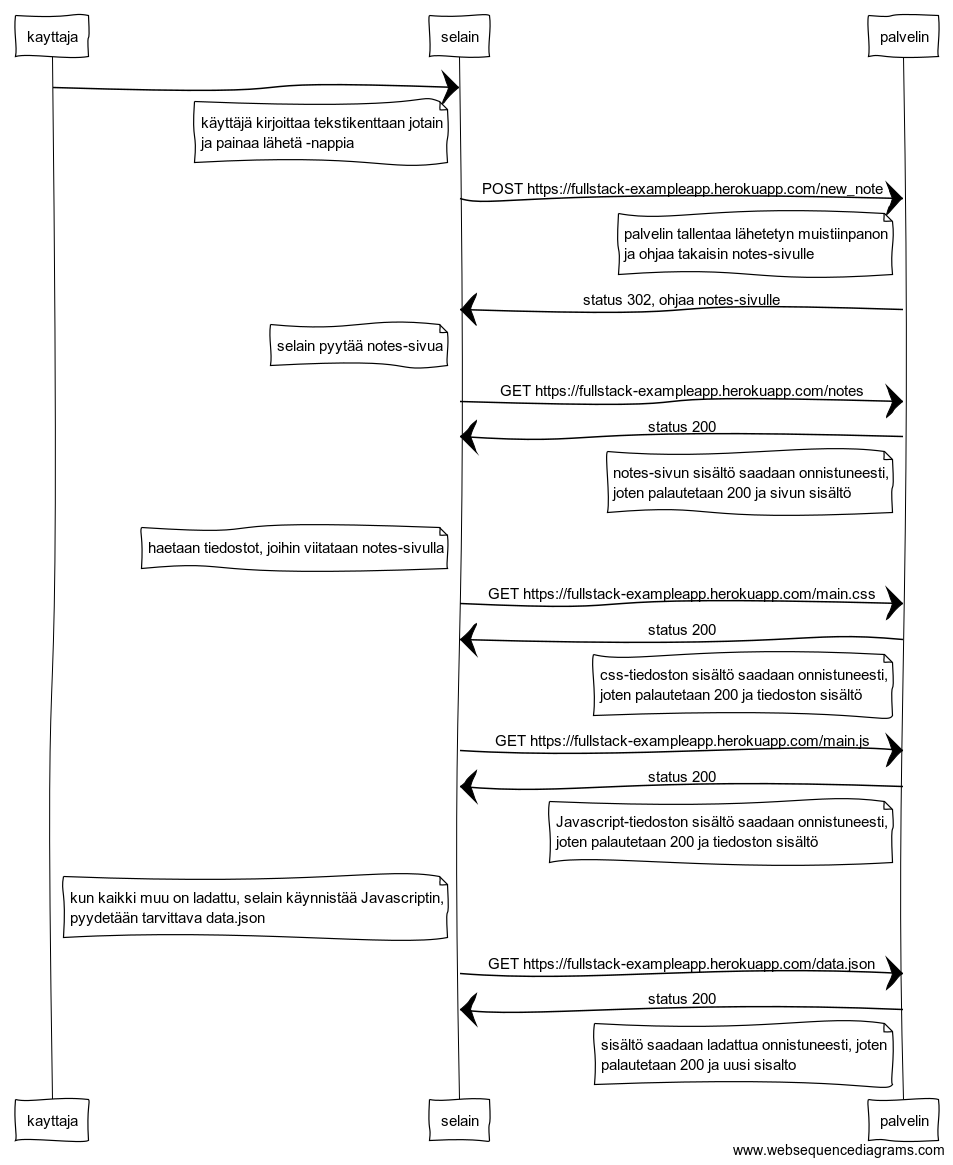 kayttaja
selain
palvelin
käyttäjä kirjoittaa tekstikenttaan jotain
ja painaa lähetä -nappia
POST https://fullstack-exampleapp.herokuapp.com/new_note
palvelin tallentaa lähetetyn muistiinpanon
ja ohjaa takaisin notes-sivulle
status 302, ohjaa notes-sivulle
selain pyytää notes-sivua
GET https://fullstack-exampleapp.herokuapp.com/notes
status 200
notes-sivun sisältö saadaan onnistuneesti,
joten palautetaan 200 ja sivun sisältö
haetaan tiedostot, joihin viitataan notes-sivulla
GET https://fullstack-exampleapp.herokuapp.com/main.css
status 200
css-tiedoston sisältö saadaan onnistuneesti,
joten palautetaan 200 ja tiedoston sisältö
GET https://fullstack-exampleapp.herokuapp.com/main.js
status 200
Javascript-tiedoston sisältö saadaan onnistuneesti,
joten palautetaan 200 ja tiedoston sisältö
kun kaikki muu on ladattu, selain käynnistää Javascriptin,
pyydetään tarvittava data.json
GET https://fullstack-exampleapp.herokuapp.com/data.json
status 200
sisältö saadaan ladattua onnistuneesti, joten
palautetaan 200 ja uusi sisalto
kayttaja
selain
palvelin
www.websequencediagrams.com